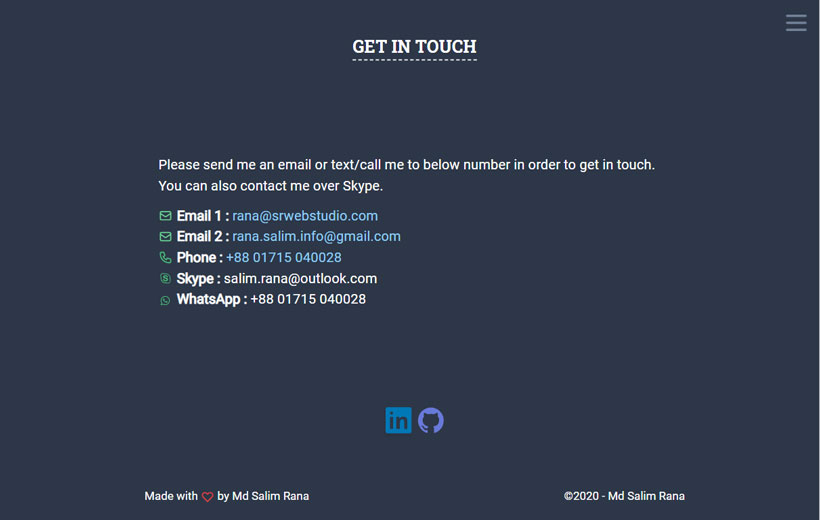 GET IN TOUCH
Please send me an email or text/call me to below number in order to get in touch.
You can also contact me over Skype.
Email 1 : rana@srwebstudio.com
Email 2 : rana.salim.info@gmail.com
Phone : +88 01715 040028
Skype : salim.rana@outlook.com
WhatsApp : +88 01715 040028
in
Made with by Md Salim Rana
©2020 - Md Salim Rana